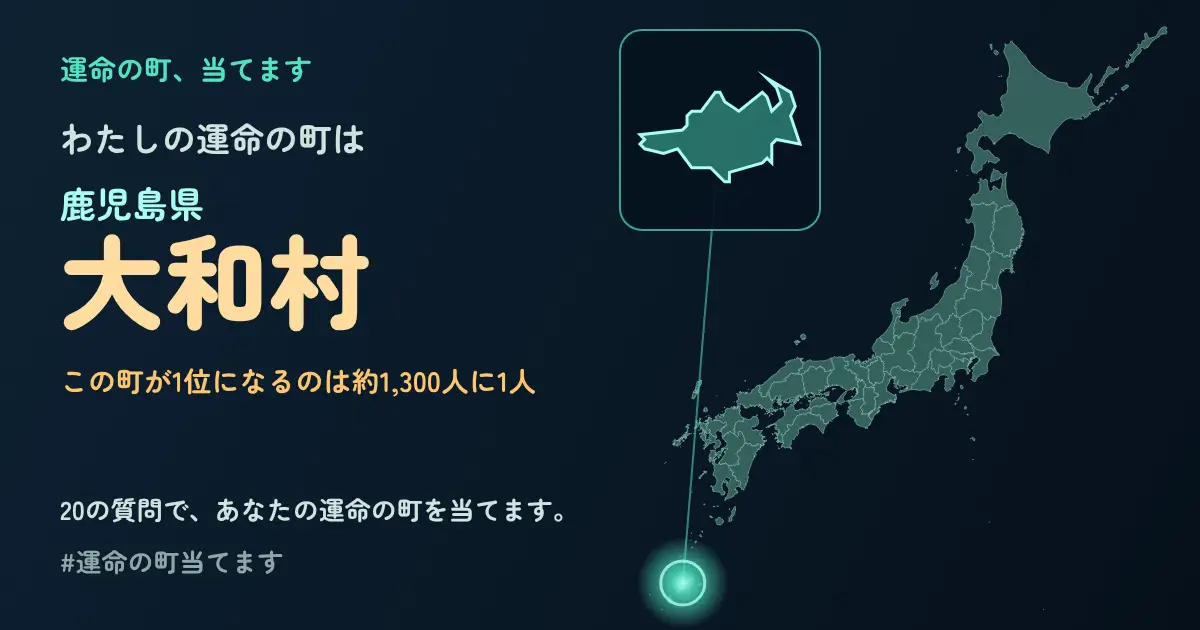 運命の町、当てます
わたしの運命の町は
鹿児島県
大和村
この町が1位になるのは約1,300人に1人
20の質問で、あなたの運命の町を当てます。
#運命の町当てます